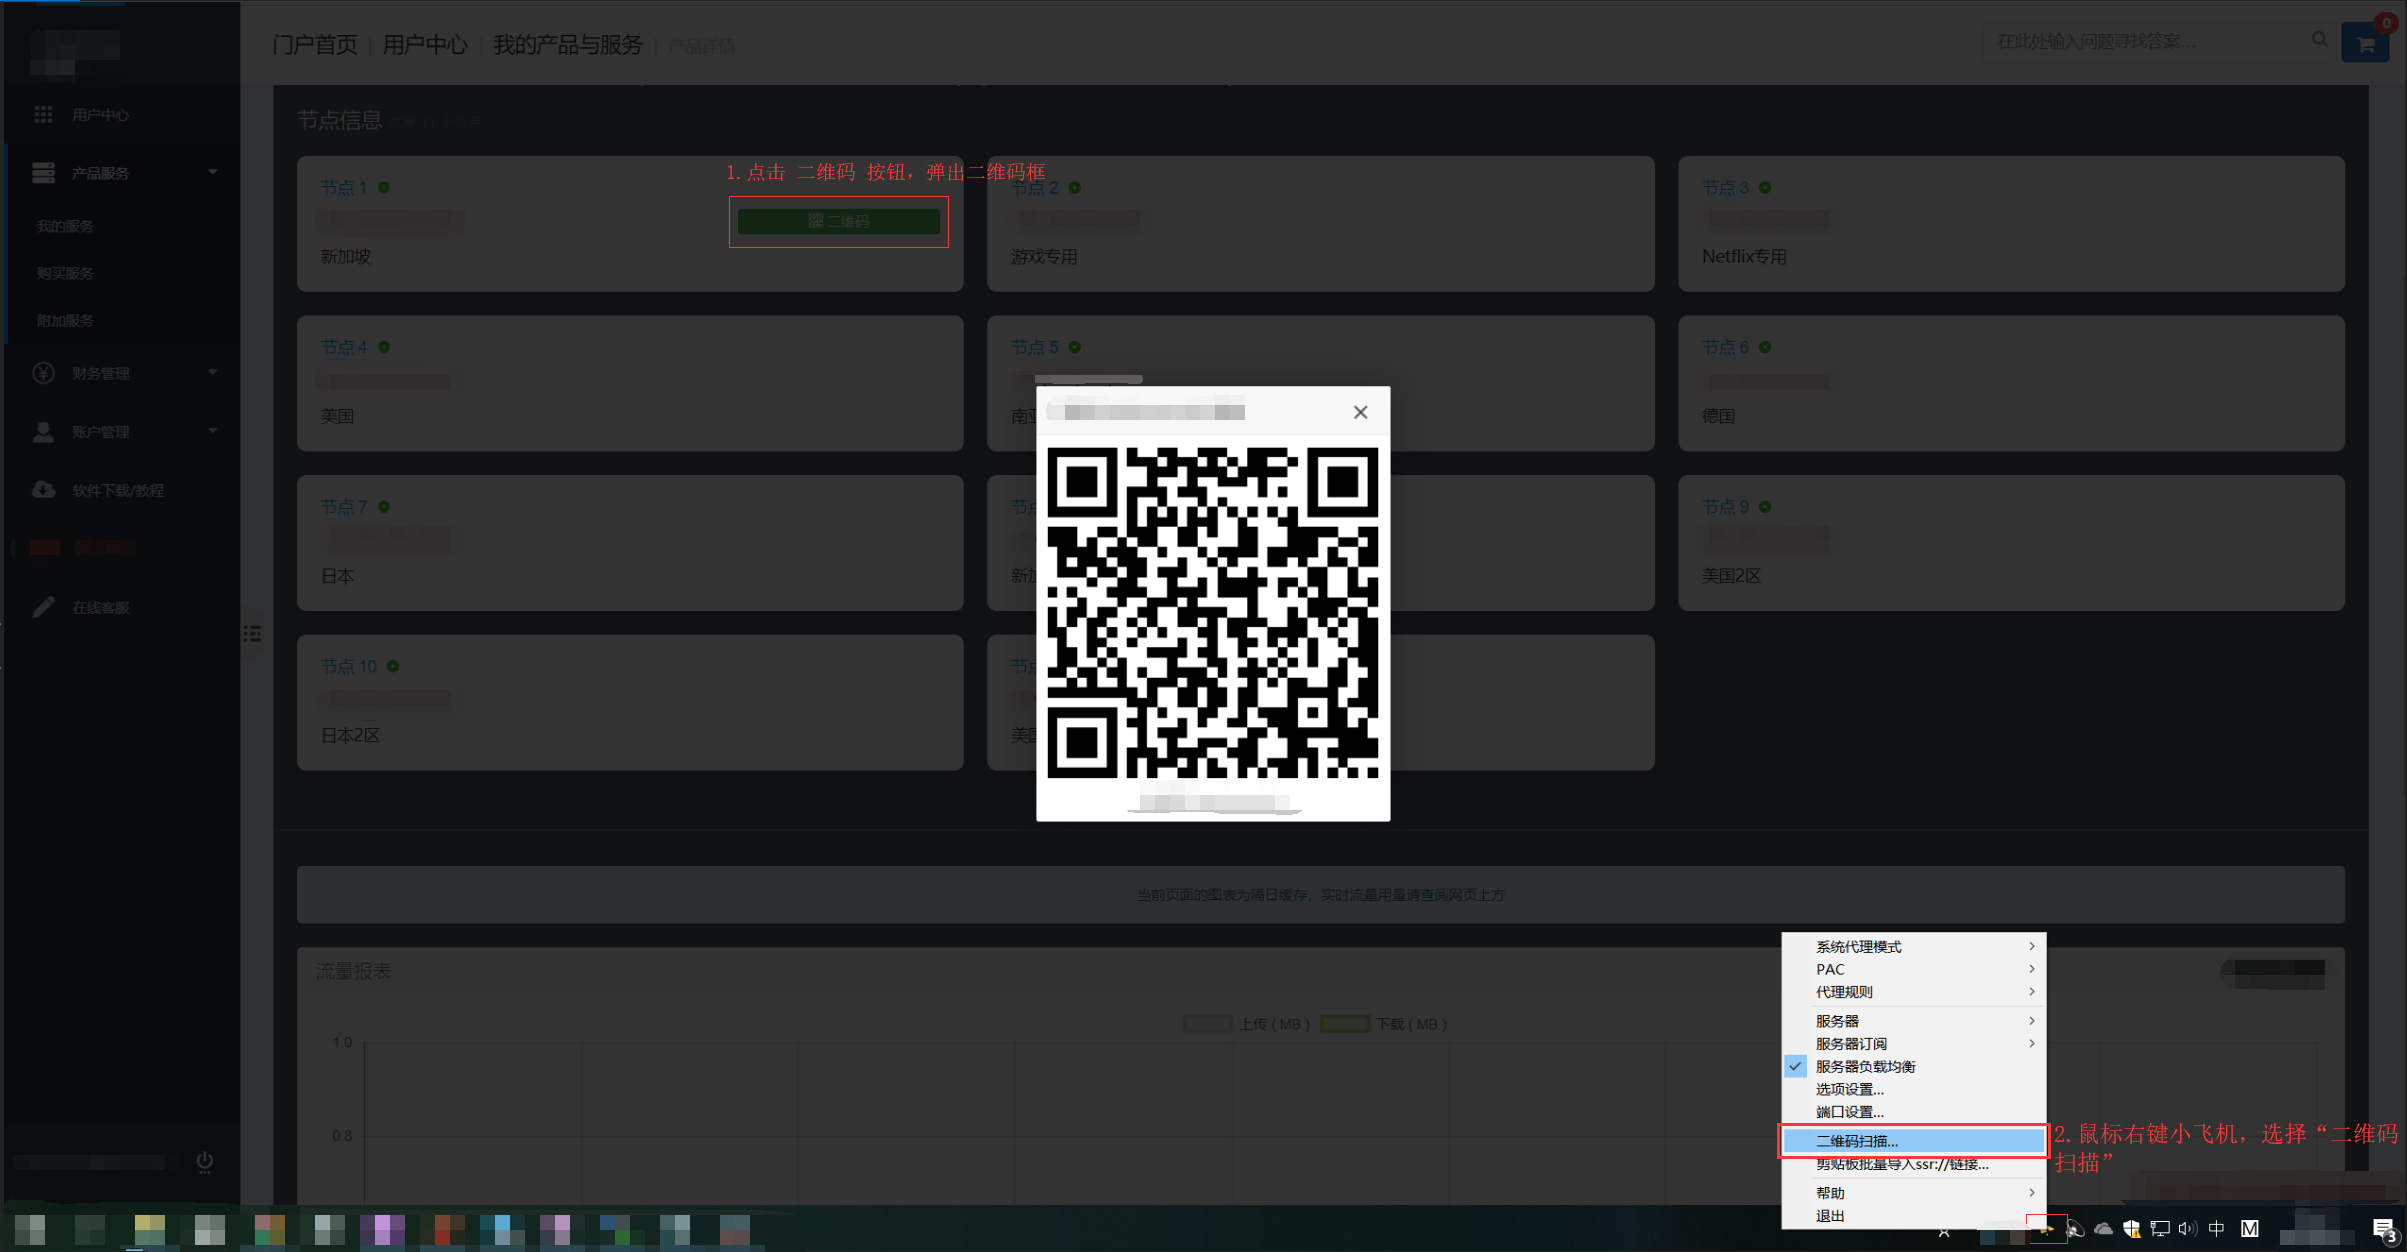 门户首页 | 用户中心 | 我的产品与服务 | 产品详情
在此处输入问题寻找答案...
0
用户中心
产品服务
我的服务
购买服务
附加服务
财务管理
账户管理
软件下载/教程
在线客服
节点信息
1.点击 二维码 按钮，弹出二维码框
节点 1
二维码
新加坡
节点 2
游戏专用
节点 3
Netflix专用
节点 4
美国
节点 5
南亚
节点 6
德国
节点 7
日本
节点
新加
节点 9
美国2区
节点 10
日本2区
节点
美国
当前页面的图表为隔日缓存，实时流量用量请查阅网页上方
流量报表
上传 ( MB )
下载 ( MB )
1.0
0.8
系统代理模式
PAC
代理规则
服务器
服务器订阅
服务器负载均衡
选项设置...
端口设置...
二维码扫描...
剪贴板批量导入ssr://链接...
帮助
退出
2.鼠标右键小飞机，选择“二维码
扫描”
中
M
3